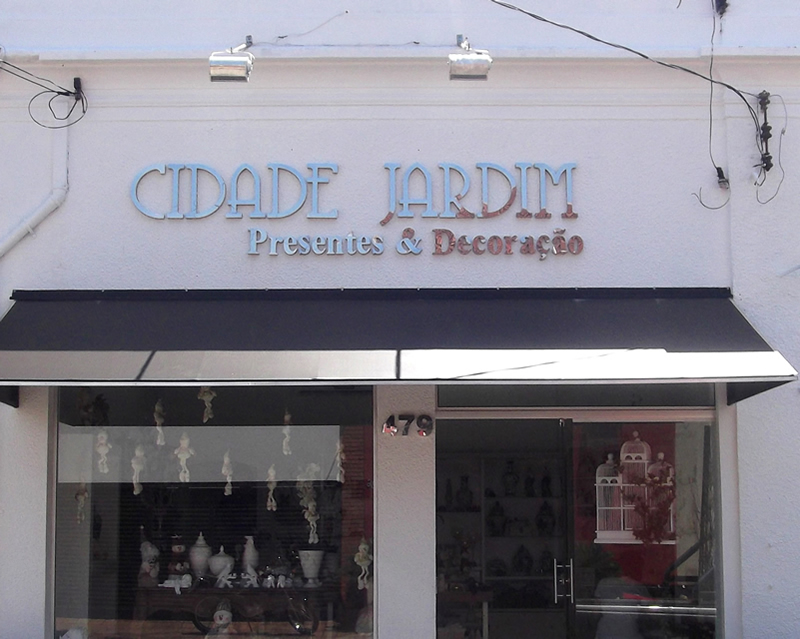 CIDADE JARDIM
Presentes & Decoração
479